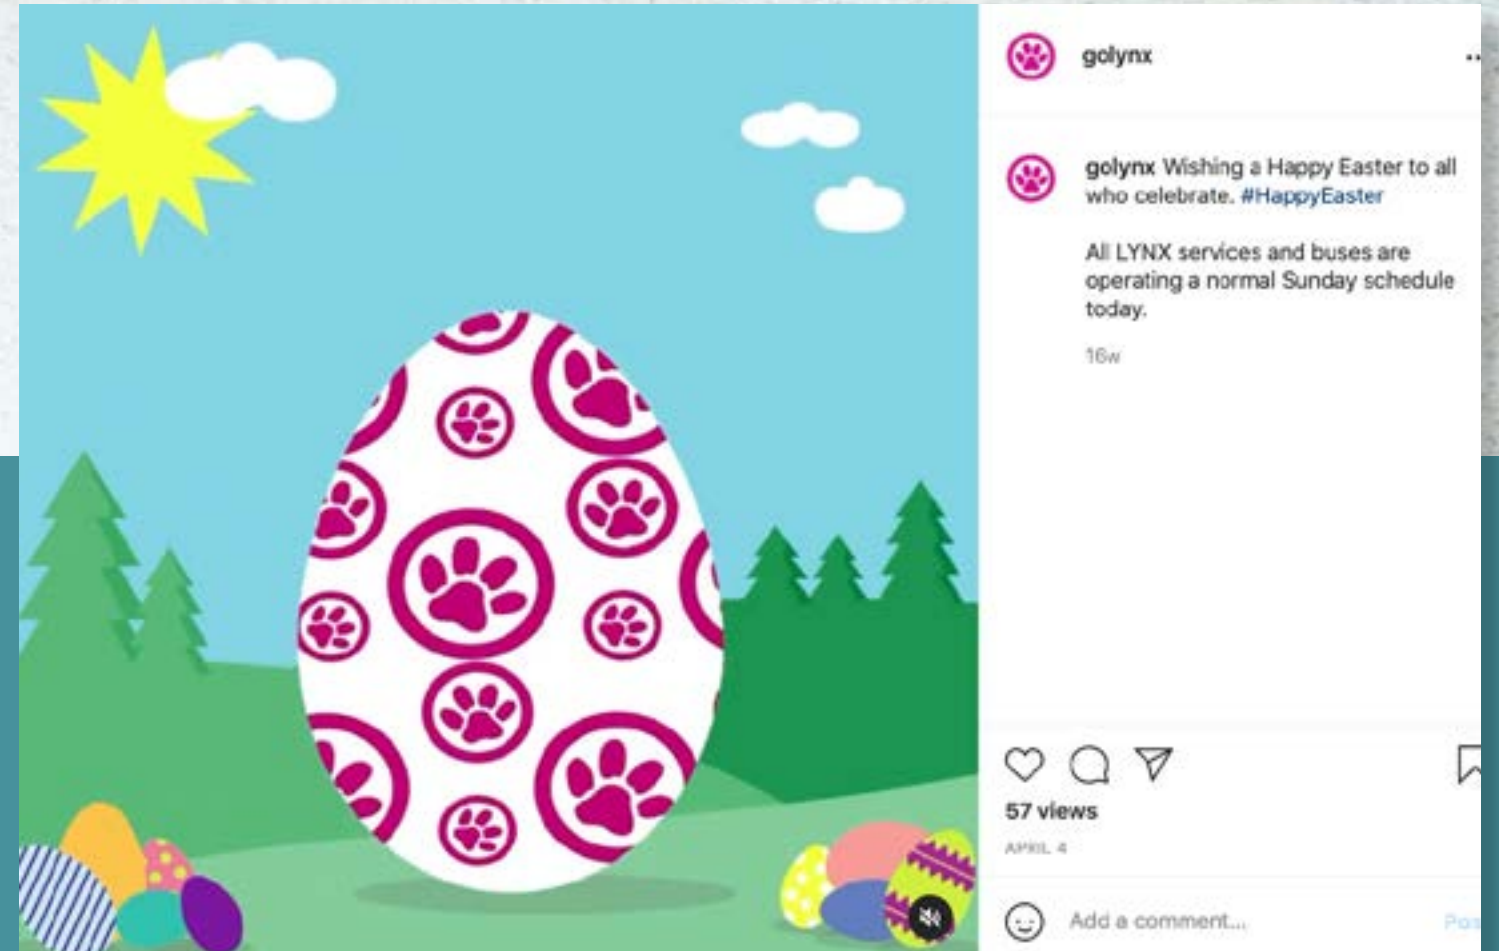 golynx
golynx Wishing a Happy Easter to all
who celebrate. #HappyEaster
All LYNX services and buses are
operating a normal Sunday schedule
today.
16w
57 views
APRIL 4
Add a comment...